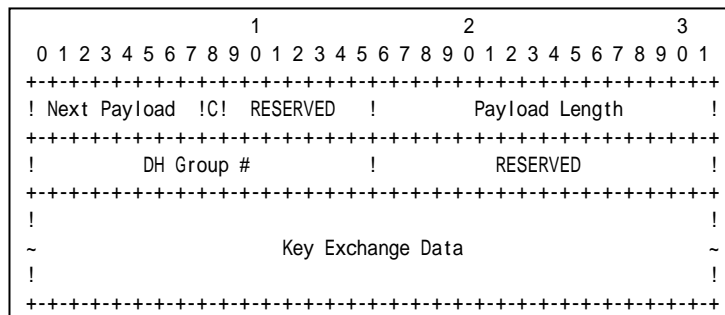 1                   2                   3
 0 1 2 3 4 5 6 7 8 9 0 1 2 3 4 5 6 7 8 9 0 1 2 3 4 5 6 7 8 9 0 1
+-+-+-+-+-+-+-+-+-+-+-+-+-+-+-+-+-+-+-+-+-+-+-+-+-+-+-+-+-+-+-+-+
! Next Payload  !C!  RESERVED   !         Payload Length        !
+-+-+-+-+-+-+-+-+-+-+-+-+-+-+-+-+-+-+-+-+-+-+-+-+-+-+-+-+-+-+-+-+
!          DH Group #           !           RESERVED            !
+-+-+-+-+-+-+-+-+-+-+-+-+-+-+-+-+-+-+-+-+-+-+-+-+-+-+-+-+-+-+-+-+
!                                                               !
~                       Key Exchange Data                       ~
!                                                               !
+-+-+-+-+-+-+-+-+-+-+-+-+-+-+-+-+-+-+-+-+-+-+-+-+-+-+-+-+-+-+-+-+